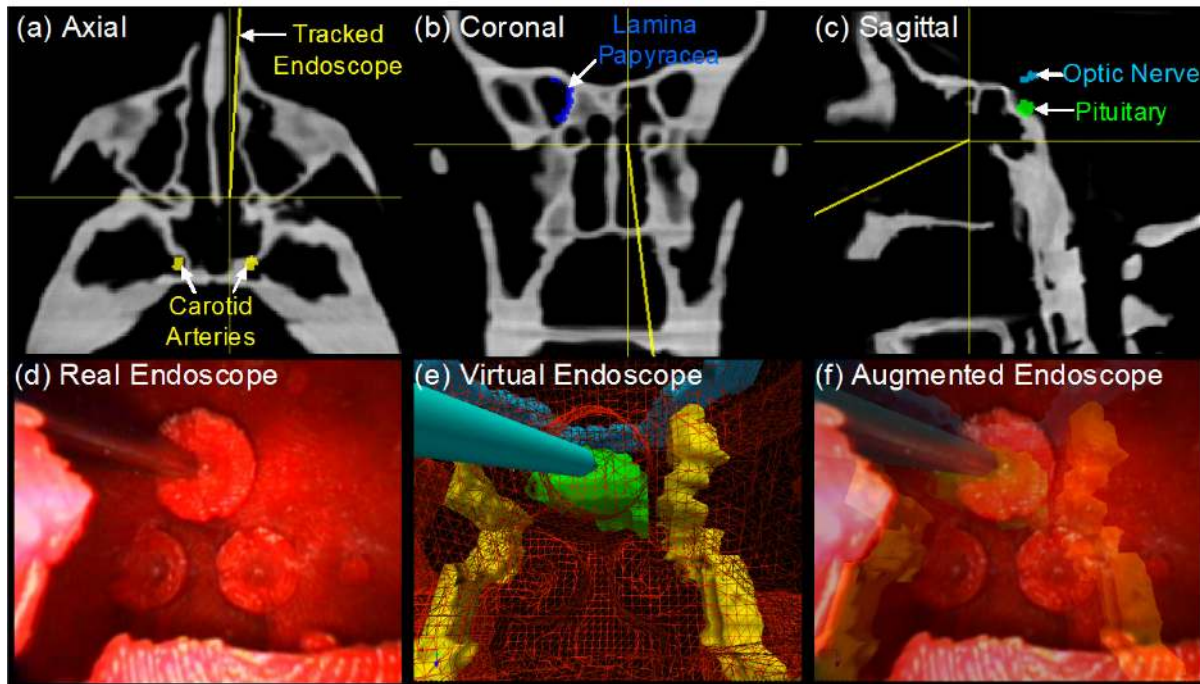 (a) Axial
Tracked
Endoscope
Carotid
Arteries
(b) Coronal
Lamina
Papyracea
(c) Sagittal
Optic Nerve
Pituitary
(d) Real Endoscope
(e) Virtual Endoscope
(f) Augmented Endoscope